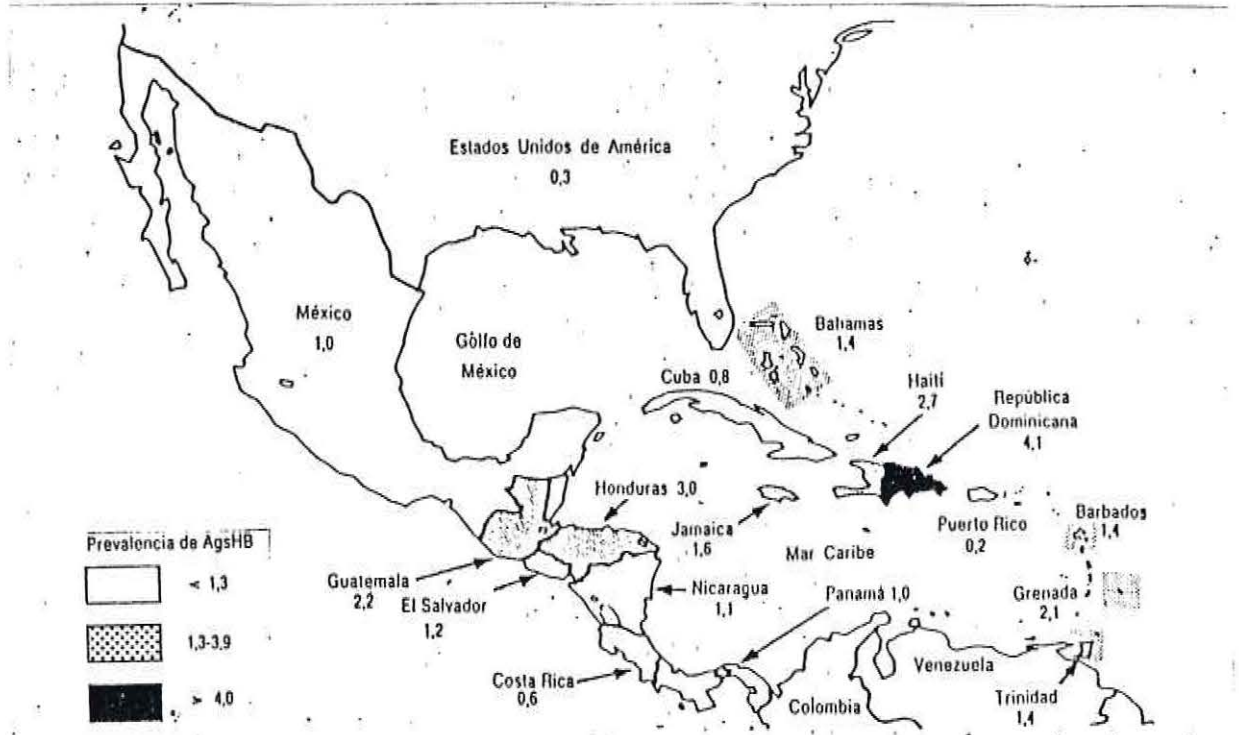 Estados Unidos de América
0,3
México
1,0
Golfo de
México
Bahamas
1,4
Cuba 0,8
Haití
2,7
República
Dominicana
4,1
Honduras 3,0
Jamaica
1,6
Puerto Rico
0,2
Barbados
1,4
Mar Caribe
Prevalencia de AgsHB
< 1,3
1,3-3,9
> 4,0
Guatemala
2,2
El Salvador
1,2
Nicaragua
1,1
Panamá 1,0
Grenada
2,1
Costa Rica
0,6
Venezuela
Colombia
Trinidad
1,4